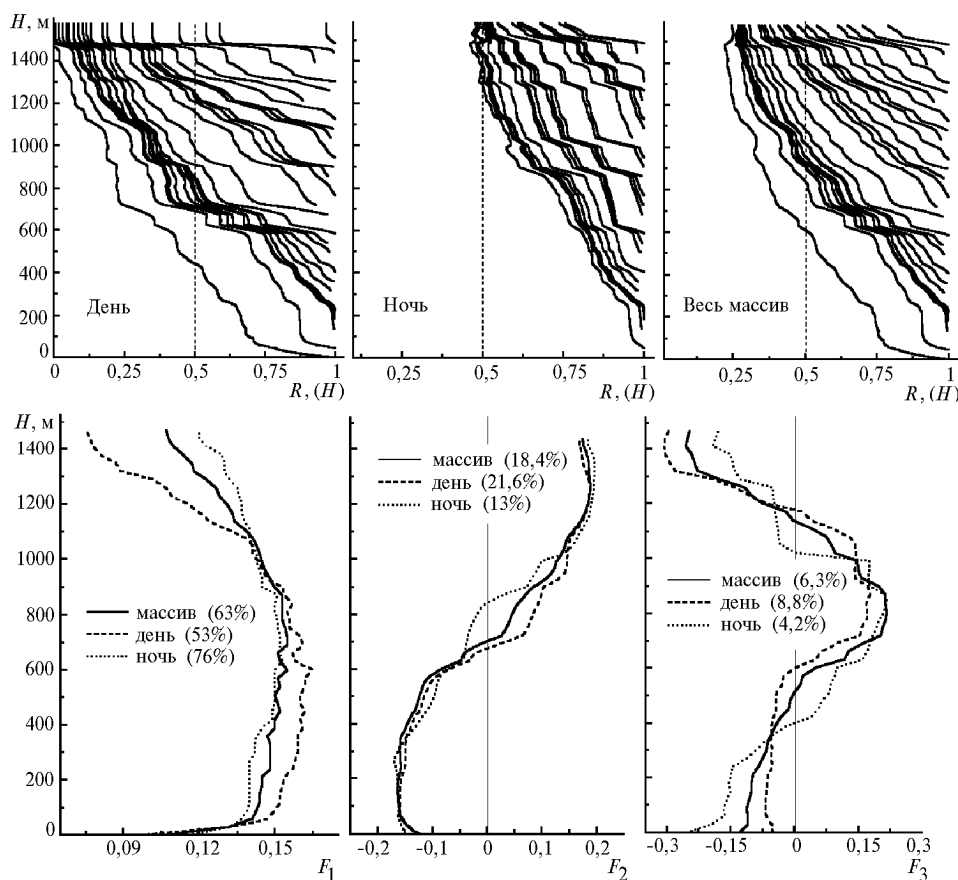 H, м
1400
1200
1000
800
600
400
200
0
День
Ночь
Весь массив
0 0,25 0,5 0,75 1
R, (H)
0,25 0,5 0,75 1
R, (H)
0,25 0,5 0,75 1
R, (H)
H, м
1400
1200
1000
800
600
400
200
0
массив (63%)
день (53%)
ночь (76%)
массив (18,4%)
день (21,6%)
ночь (13%)
массив (6,3%)
день (8,8%)
ночь (4,2%)
0,09 0,12 0,15
F1
-0,2 -0,1 0 0,1 0,2
F2
-0,3 -0,15 0 0,15 0,3
F3